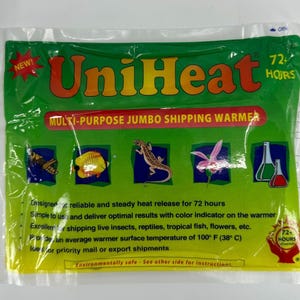 NEW!
UniHeat
72+
HOURS
MULTI-PURPOSE JUMBO SHIPPING WARMER
Designed for reliable and steady heat release for 72 hours
Simple to use and deliver optimal results with color indicator on the warmer
Excellent for shipping live insects, reptiles, tropical fish, flowers, etc.
Provides an average warmer surface temperature of 100° F (38° C)
Ideal for priority mail or export shipments
Environmentally safe - See other side for instructions
72+
HOURS